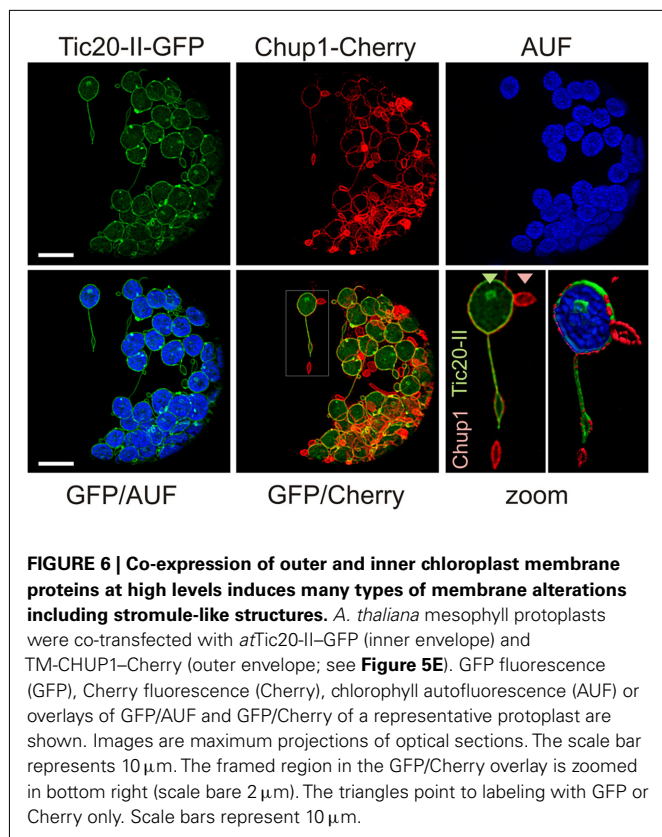 Tic20-II-GFP Chup1-Cherry AUF
Chup1 Tic20-II
GFP/AUF GFP/Cherry zoom
FIGURE 6 | Co-expression of outer and inner chloroplast membrane
proteins at high levels induces many types of membrane alterations
including stromule-like structures. A. thaliana mesophyll protoplasts
were co-transfected with atTic20-II–GFP (inner envelope) and
TM-CHUP1–Cherry (outer envelope; see Figure 5E). GFP fluorescence
(GFP), Cherry fluorescence (Cherry), chlorophyll autofluorescence (AUF) or
overlays of GFP/AUF and GFP/Cherry of a representative protoplast are
shown. Images are maximum projections of optical sections. The scale bar
represents 10 μm. The framed region in the GFP/Cherry overlay is zoomed
in bottom right (scale bare 2 μm). The triangles point to labeling with GFP or
Cherry only. Scale bars represent 10 μm.